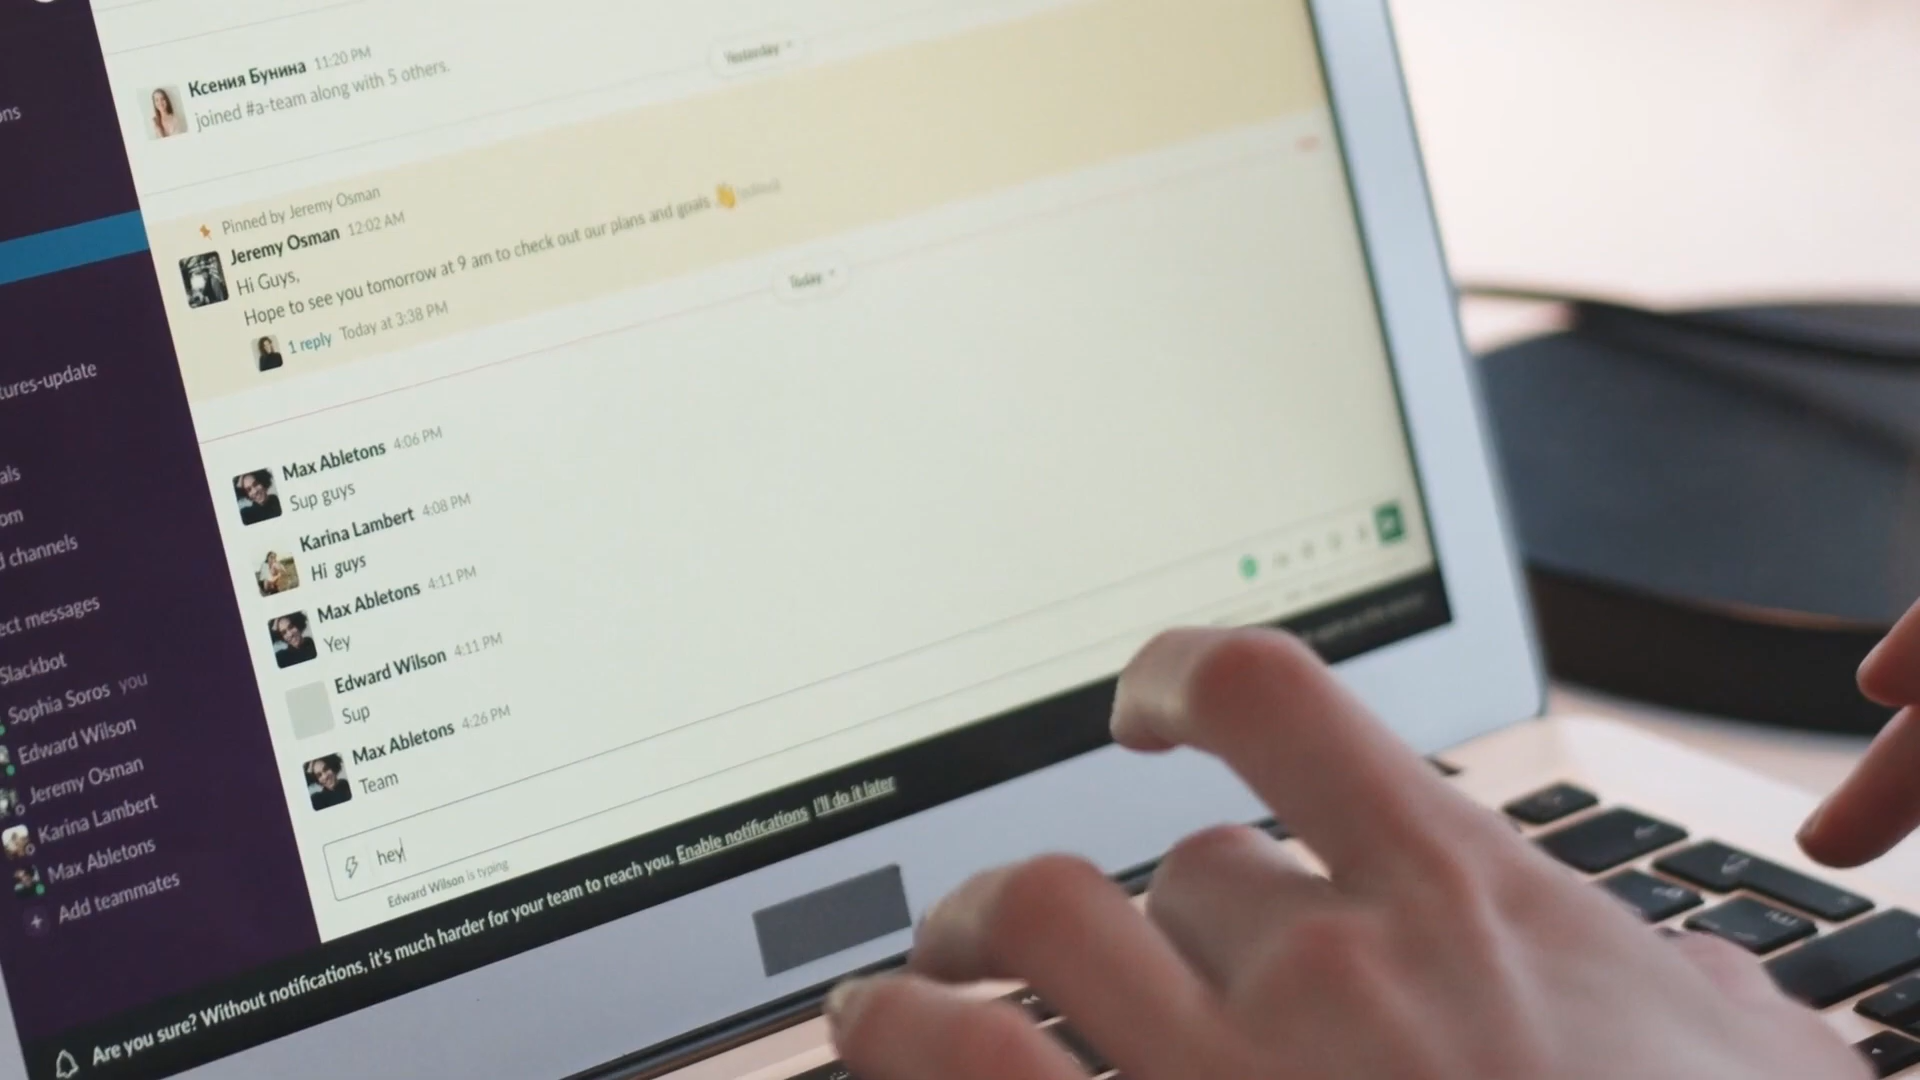 ns
tures-update
als
om
d channels
ect messages
Slackbot
Sophia Soros you
Edward Wilson
Jeremy Osman
Karina Lambert
Max Abletons
+ Add teammates
Ксения Бунина 11:20 PM
joined #a-team along with 5 others.
Yesterday
Pinned by Jeremy Osman
Jeremy Osman 12:02 AM
Hi Guys,
Hope to see you tomorrow at 9 am to check out our plans and goals 👋 (edited)
1 reply Today at 3:38 PM
Today
Max Abletons 4:06 PM
Sup guys
Karina Lambert 4:08 PM
Hi guys
Max Abletons 4:11 PM
Yey
Edward Wilson 4:11 PM
Sup
Max Abletons 4:26 PM
Team
hey
Edward Wilson is typing
Are you sure? Without notifications, it's much harder for your team to reach you. Enable notifications I'll do it later